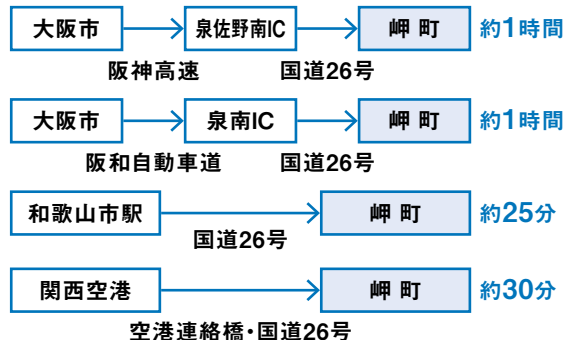 大阪市 泉佐野南IC 岬町 約1時間
阪神高速 国道26号
大阪市 泉南IC 岬町 約1時間
阪和自動車道 国道26号
和歌山市駅 岬町 約25分
国道26号
関西空港 岬町 約30分
空港連絡橋・国道26号